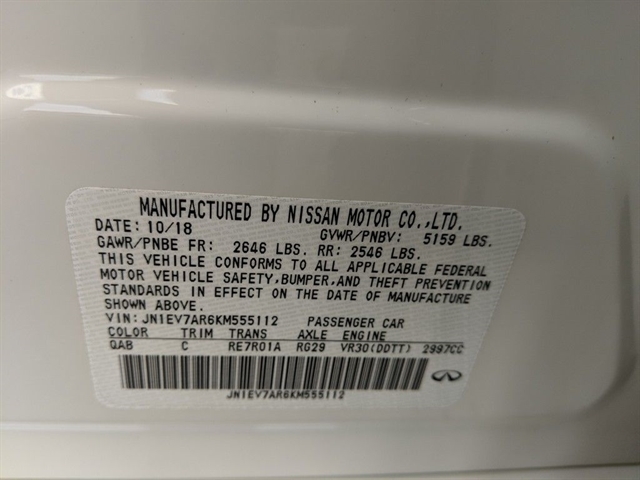 MANUFACTURED BY NISSAN MOTOR CO.,LTD.
DATE: 10/18 GVWR/PNBV: 5159 LBS.
GAWR/PNBE FR: 2646 LBS. RR: 2546 LBS.
THIS VEHICLE CONFORMS TO ALL APPLICABLE FEDERAL
MOTOR VEHICLE SAFETY, BUMPER, AND THEFT PREVENTION
STANDARDS IN EFFECT ON THE DATE OF MANUFACTURE
SHOWN ABOVE.
VIN: JN1EV7AR6KM555112 PASSENGER CAR
COLOR TRIM TRANS AXLE ENGINE
QAB C RE7R01A RG29 VR30(DDTT) 2997CC
JN1EV7AR6KM555112